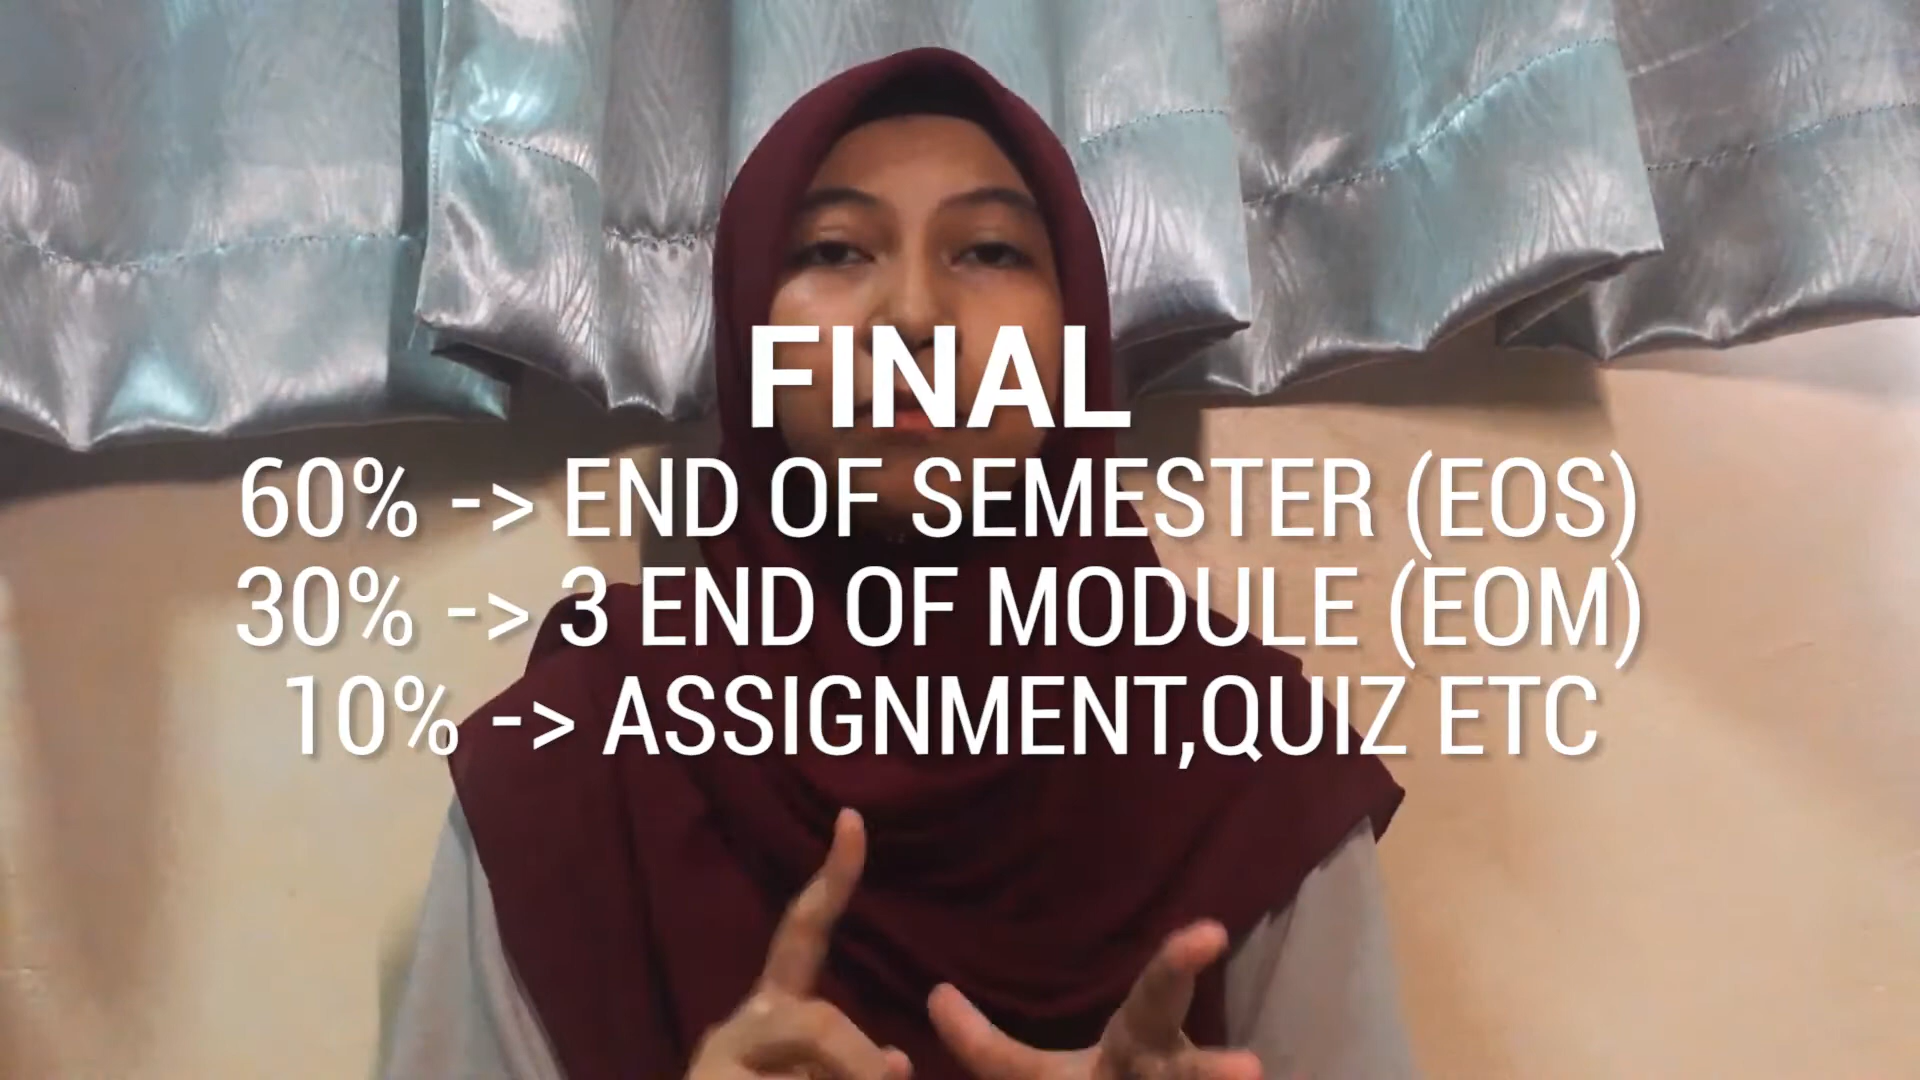 FINAL
60% -> END OF SEMESTER (EOS)
30% -> 3 END OF MODULE (EOM)
10% -> ASSIGNMENT,QUIZ ETC